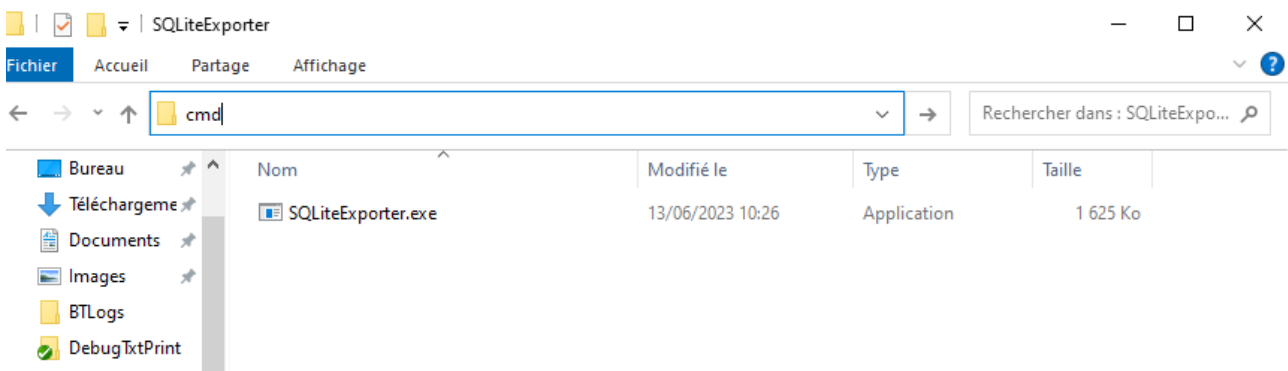 SQLiteExporter
Fichier Accueil Partage Affichage
cmd Rechercher dans : SQLiteExpo...
Bureau Nom Modifié le Type Taille
Téléchargeme SQLiteExporter.exe 13/06/2023 10:26 Application 1 625 Ko
Documents
Images
BTLogs
DebugTxtPrint